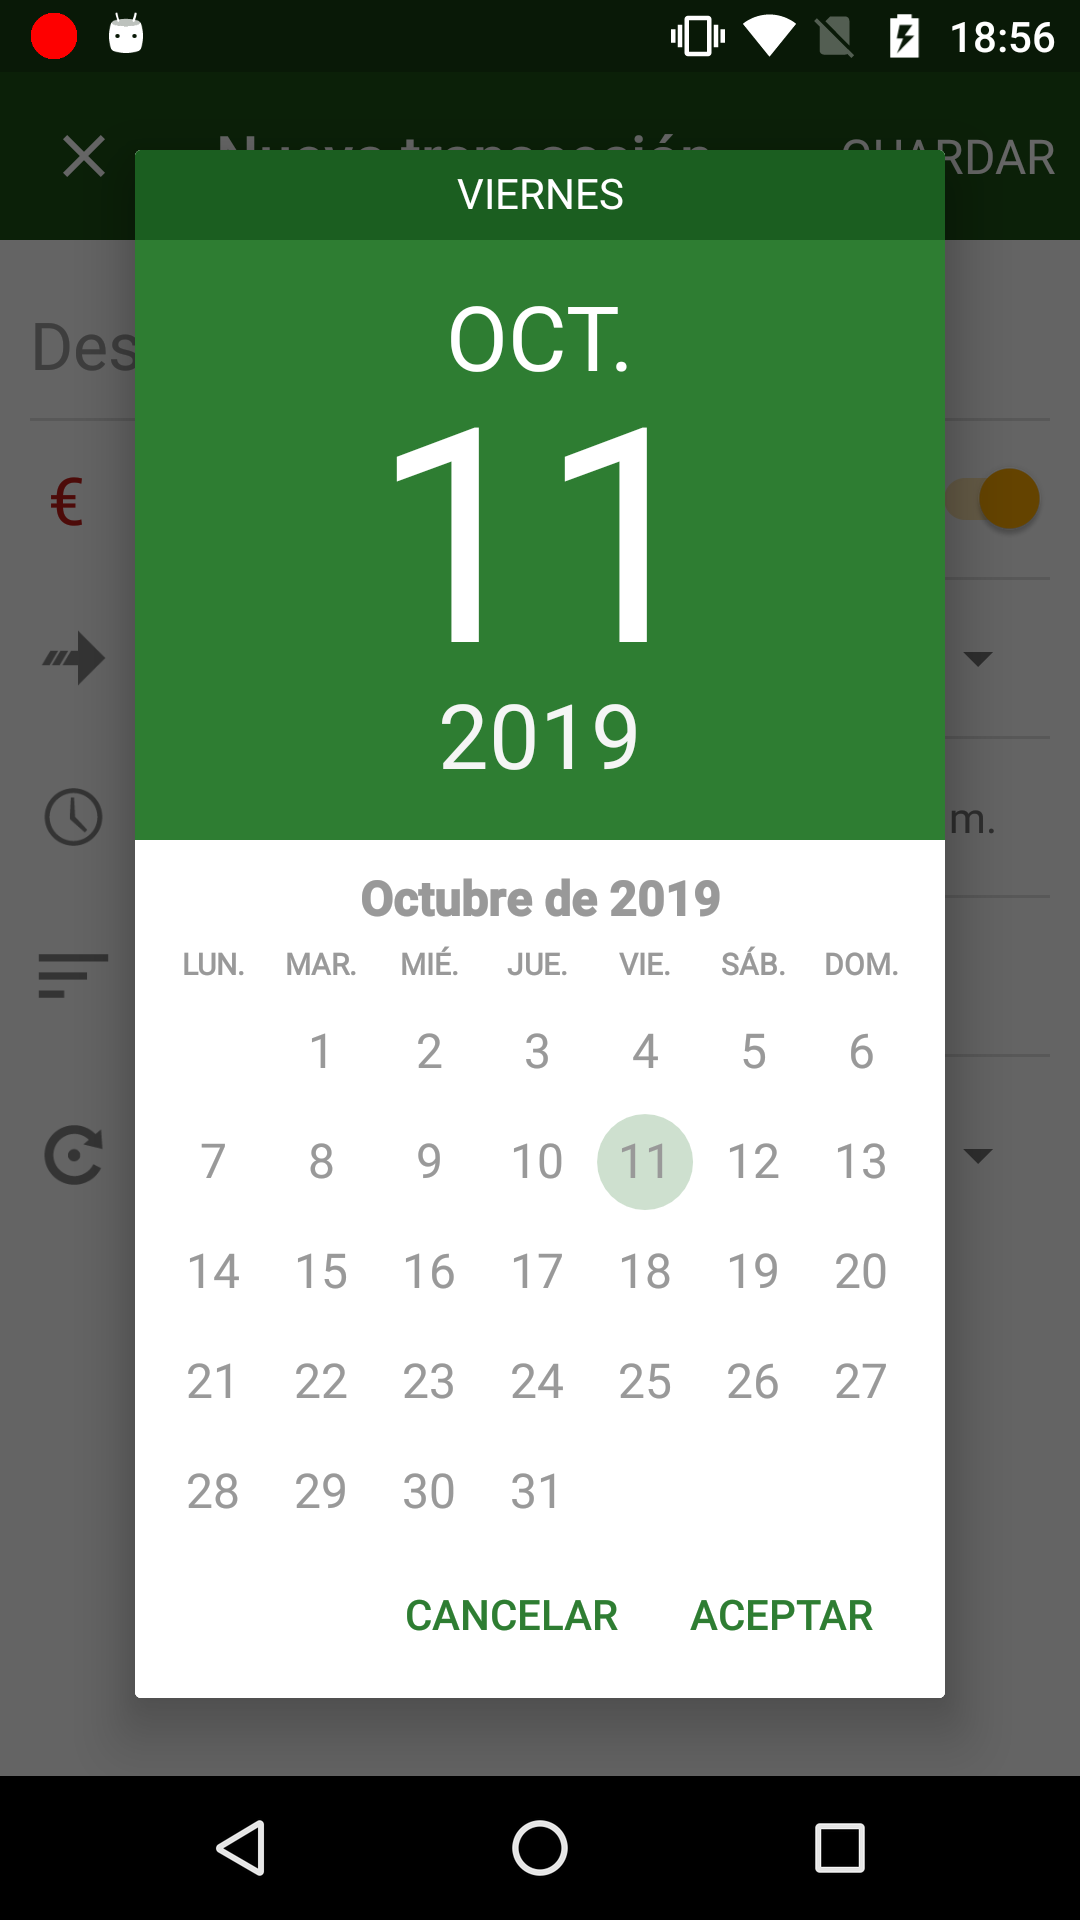 18:56
Nueva transacción
GUARDAR
VIERNES
OCT.
11
2019
Des
€
m.
Octubre de 2019
LUN. MAR. MIÉ. JUE. VIE. SÁB. DOM.
1 2 3 4 5 6
7 8 9 10 11 12 13
14 15 16 17 18 19 20
21 22 23 24 25 26 27
28 29 30 31
CANCELAR ACEPTAR